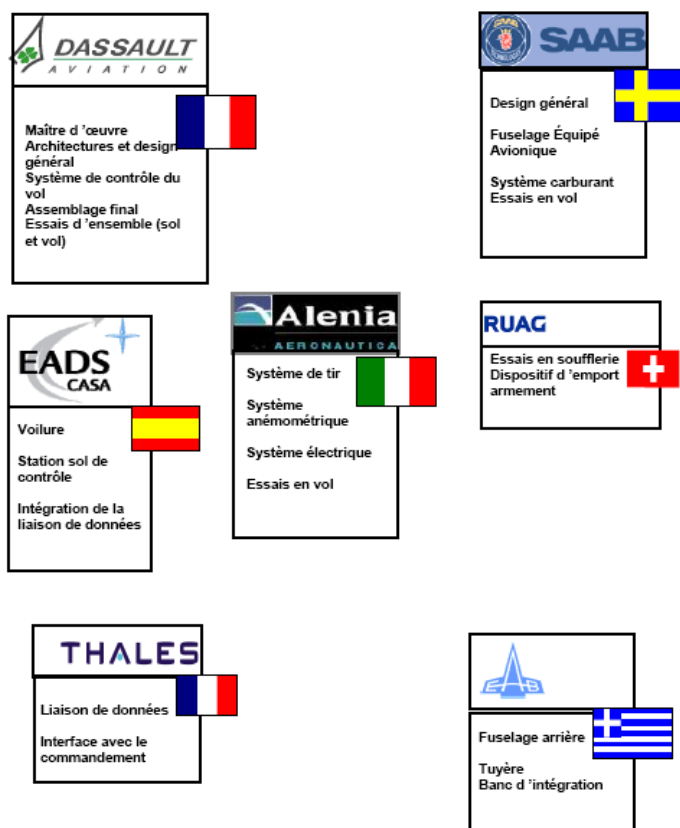 DASSAULT
AVIATION
Maître d 'œuvre
Architectures et design
général
Système de contrôle du
vol
Assemblage final
Essais d 'ensemble (sol
et vol)
SAAB
Design général
Fuselage Équipé
Avionique
Système carburant
Essais en vol
EADS
CASA
Voilure
Station sol de
contrôle
Intégration de la
liaison de données
Alenia
AERONAUTICA
Système de tir
Système
anémométrique
Système électrique
Essais en vol
RUAG
Essais en soufflerie
Dispositif d 'emport
armement
THALES
Liaison de données
Interface avec le
commandement
EAB
Fuselage arrière
Tuyère
Banc d 'intégration